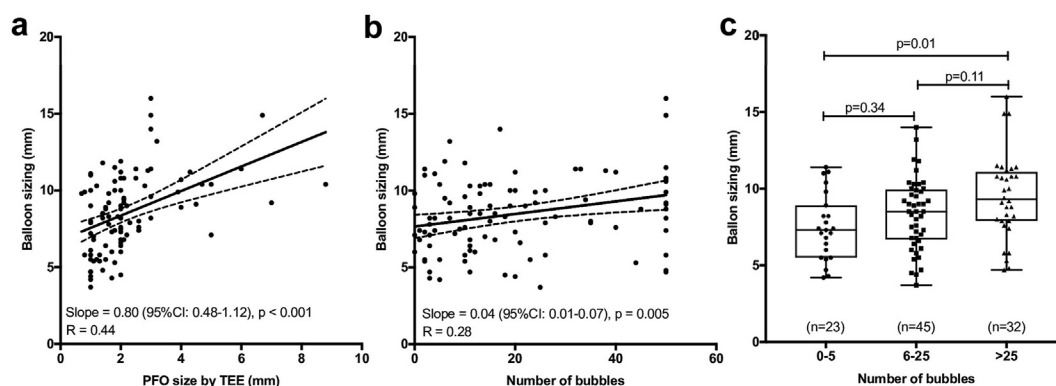 a
20
15
10
5
0
Balloon sizing (mm)
Slope = 0.80 (95%CI: 0.48-1.12), p < 0.001
R = 0.44
0 2 4 6 8 10
PFO size by TEE (mm)
b
20
15
10
5
0
Balloon sizing (mm)
Slope = 0.04 (95%CI: 0.01-0.07), p = 0.005
R = 0.28
0 20 40 60
Number of bubbles
c
20
15
10
5
0
Balloon sizing (mm)
p=0.01
p=0.11
p=0.34
(n=23) (n=45) (n=32)
0-5 6-25 >25
Number of bubbles